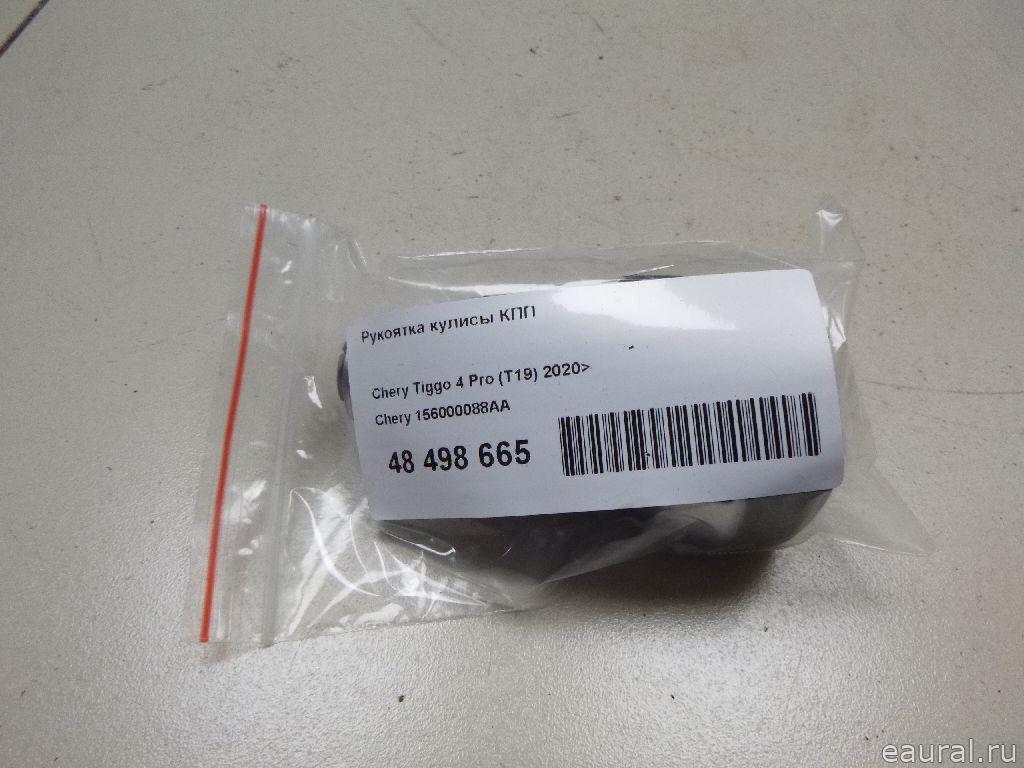 Рукоятка кулисы КПП
Chery Tiggo 4 Pro (T19) 2020>
Chery 156000088AA
48 498 665
eaural.ru